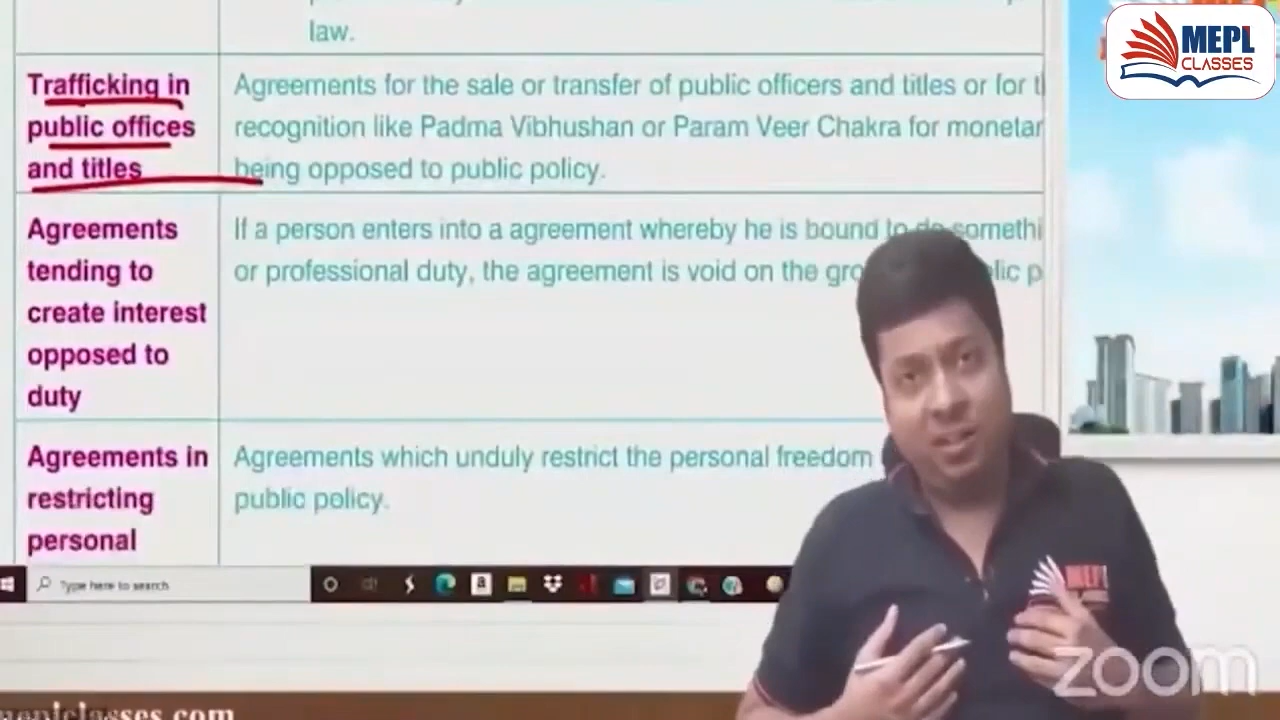 law.
Trafficking in
public offices
and titles
Agreements for the sale or transfer of public officers and titles or for
recognition like Padma Vibhushan or Param Veer Chakra for
being opposed to public policy.
Agreements
tending to
create interest
opposed to
duty
If a person enters into a agreement whereby he is bound to do
or professional duty, the agreement is void on the
Agreements in
restricting
personal
Agreements which unduly restrict the personal freedom
public policy.
Type here to search
MEPL
CLASSES
MEPL
zoom